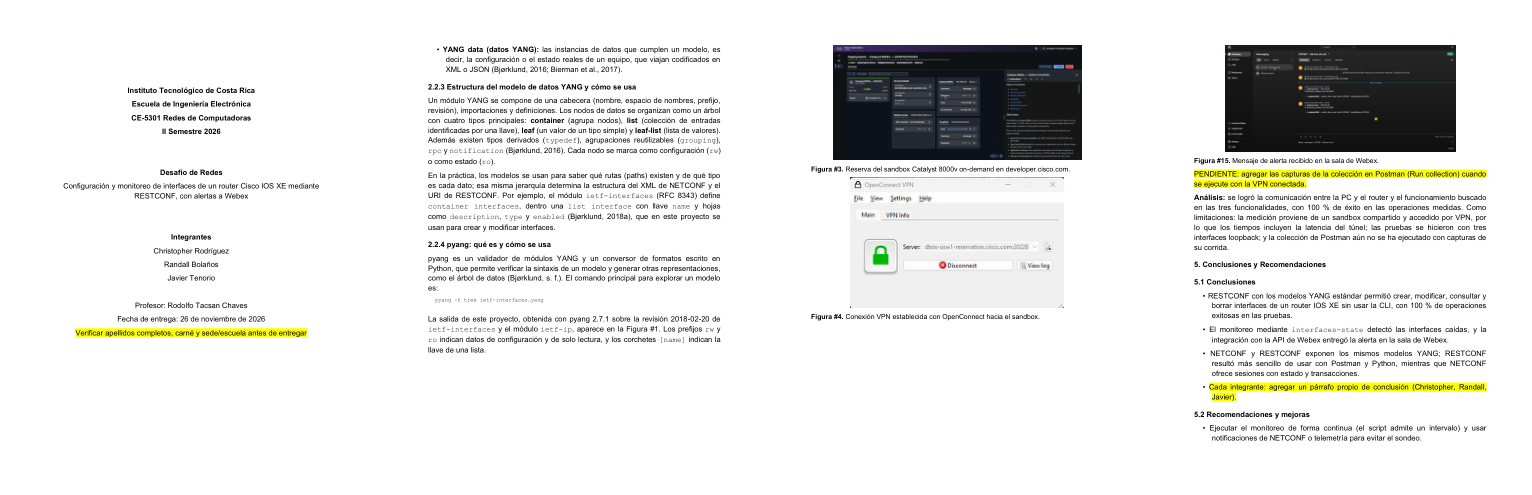 Instituto Tecnológico de Costa Rica
Escuela de Ingeniería Electrónica
CE-5301 Redes de Computadoras
II Semestre 2026
Desafío de Redes
Configuración y monitoreo de interfaces de un router Cisco IOS XE mediante
RESTCONF, con alertas a Webex
Integrantes
Christopher Rodríguez
Randall Bolaños
Javier Tenorio
Profesor: Rodolfo Tacsan Chaves
Fecha de entrega: 26 de noviembre de 2026
Verificar apellidos completos, carné y sede/escuela antes de entregar
• YANG data (datos YANG): las instancias de datos que cumplen un modelo, es
decir, la configuración o el estado reales de un equipo, que viajan codificados en
XML o JSON (Bjørklund, 2016; Bierman et al., 2017).
2.2.3 Estructura del modelo de datos YANG y cómo se usa
Un módulo YANG se compone de una cabecera (nombre, espacio de nombres, prefijo,
revisión), importaciones y definiciones. Los nodos de datos se organizan como un árbol
con cuatro tipos principales: container (agrupa nodos), list (colección de entradas
identificadas por una llave), leaf (un valor de un tipo simple) y leaf-list (lista de valores).
Además existen tipos derivados (typedef), agrupaciones reutilizables (grouping),
rpc y notification (Bjørklund, 2016). Cada nodo se marca como configuración (rw)
o como estado (ro).
En la práctica, los modelos se usan para saber qué rutas (paths) existen y de qué tipo
es cada dato; esa misma jerarquía determina la estructura del XML de NETCONF y el
URI de RESTCONF. Por ejemplo, el módulo ietf-interfaces (RFC 8343) define
container interfaces, dentro una list interface con llave name y hojas
como description, type y enabled (Bjørklund, 2018a), que en este proyecto se
usan para crear y modificar interfaces.
2.2.4 pyang: qué es y cómo se usa
pyang es un validador de módulos YANG y un conversor de formatos escrito en
Python, que permite verificar la sintaxis de un modelo y generar otras representaciones,
como el árbol de datos (Bjørklund, s. f.). El comando principal para explorar un modelo
es:
pyang -f tree ietf-interfaces.yang
La salida de este proyecto, obtenida con pyang 2.7.1 sobre la revisión 2018-02-20 de
ietf-interfaces y el módulo ietf-ip, aparece en la Figura #1. Los prefijos rw y
ro indican datos de configuración y de solo lectura, y los corchetes [name] indican la
llave de una lista.
Figura #3. Reserva del sandbox Catalyst 8000v on-demand en developer.cisco.com.
OpenConnect VPN
File View Settings Help
Main VPN Info
Server: dbox-usw1-reservation.cisco.com:20228
Disconnect View log
Figura #4. Conexión VPN establecida con OpenConnect hacia el sandbox.
Figura #15. Mensaje de alerta recibido en la sala de Webex.
PENDIENTE: agregar las capturas de la colección en Postman (Run collection) cuando
se ejecute con la VPN conectada.
Análisis: se logró la comunicación entre la PC y el router y el funcionamiento buscado
en las tres funcionalidades, con 100 % de éxito en las operaciones medidas. Como
limitaciones: la medición proviene de un sandbox compartido y accedido por VPN, por
lo que los tiempos incluyen la latencia del túnel; las pruebas se hicieron con tres
interfaces loopback; y la colección de Postman aún no se ha ejecutado con capturas de
su corrida.
5. Conclusiones y Recomendaciones
5.1 Conclusiones
• RESTCONF con los modelos YANG estándar permitió crear, modificar, consultar y
borrar interfaces de un router IOS XE sin usar la CLI, con 100 % de operaciones
exitosas en las pruebas.
• El monitoreo mediante interfaces-state detectó las interfaces caídas, y la
integración con la API de Webex entregó la alerta en la sala de Webex.
• NETCONF y RESTCONF exponen los mismos modelos YANG; RESTCONF
resultó más sencillo de usar con Postman y Python, mientras que NETCONF
ofrece sesiones con estado y transacciones.
• Cada integrante: agregar un párrafo propio de conclusión (Christopher, Randall,
Javier).
5.2 Recomendaciones y mejoras
• Ejecutar el monitoreo de forma continua (el script admite un intervalo) y usar
notificaciones de NETCONF o telemetría para evitar el sondeo.